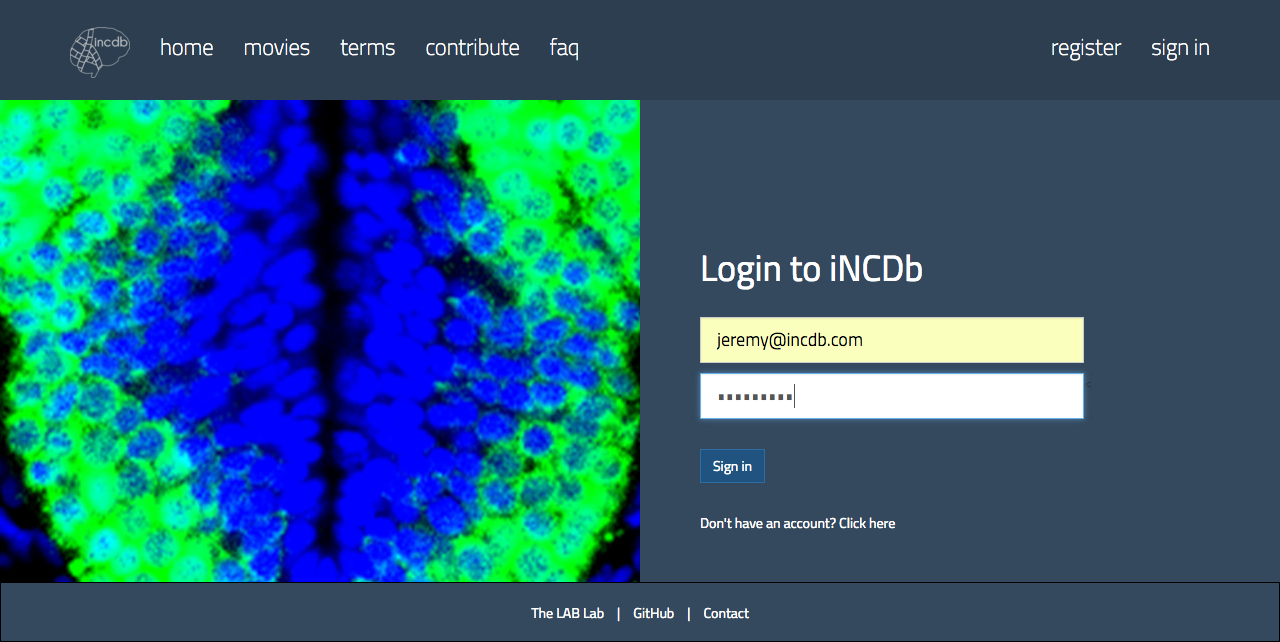 incdb
home movies terms contribute faq register sign in
Login to iNCDb
jeremy@incdb.com
Sign in
Don't have an account? Click here
The LAB Lab | GitHub | Contact